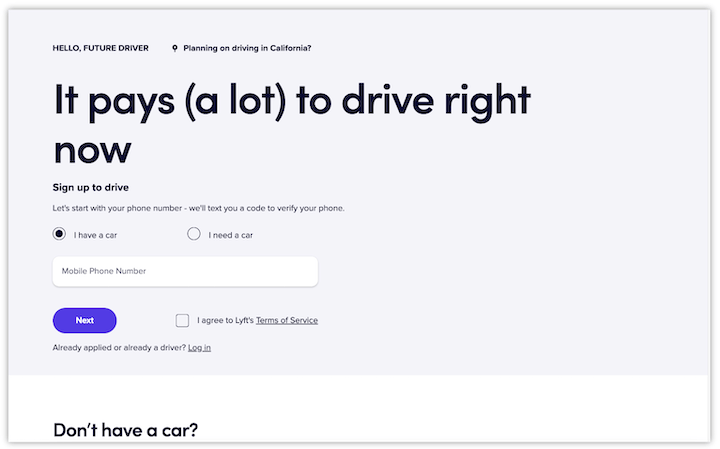 HELLO, FUTURE DRIVER Planning on driving in California?
It pays (a lot) to drive right
now
Sign up to drive
Let's start with your phone number - we'll text you a code to verify your phone.
I have a car I need a car
Mobile Phone Number
Next I agree to Lyft's Terms of Service
Already applied or already a driver? Log in
Don’t have a car?